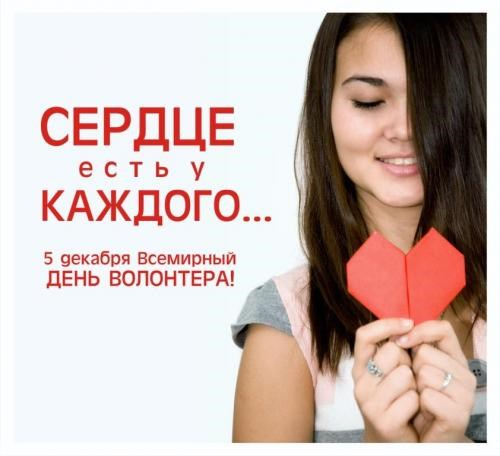 СЕРДЦЕ
есть у
КАЖДОГО...
5 декабря Всемирный
ДЕНЬ ВОЛОНТЕРА!